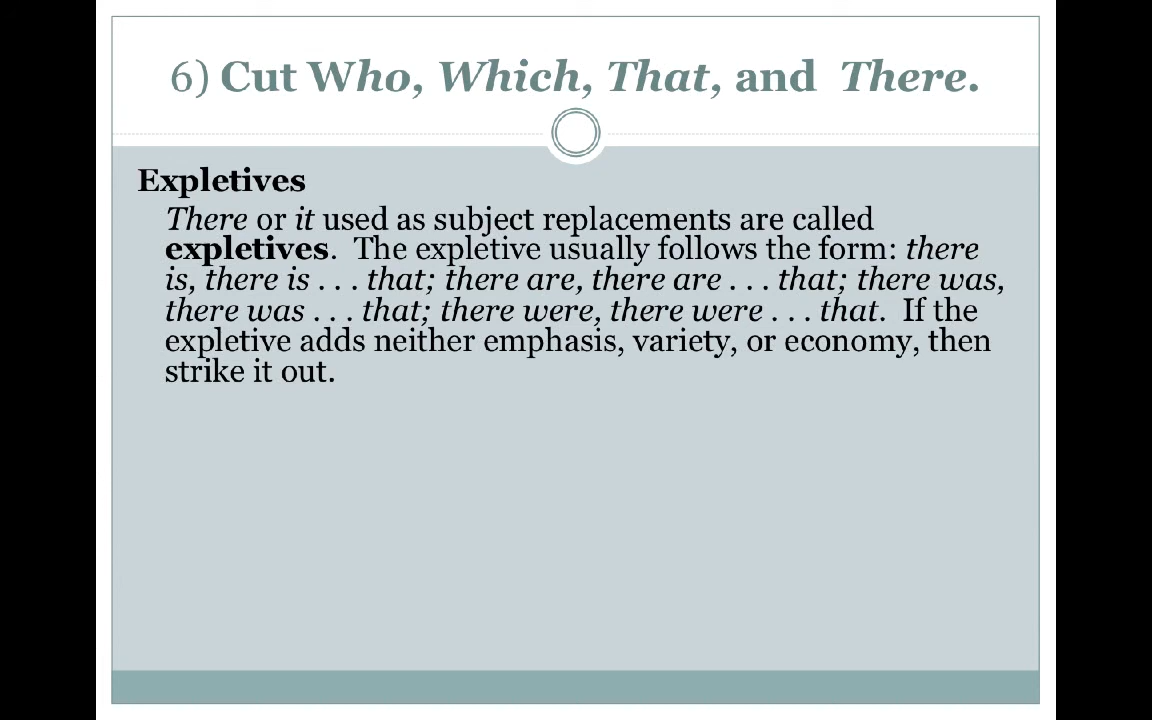 6) Cut Who, Which, That, and There.
Expletives
There or it used as subject replacements are called
expletives. The expletive usually follows the form: there
is, there is . . . that; there are, there are . . . that; there was,
there was . . . that; there were, there were . . . that. If the
expletive adds neither emphasis, variety, or economy, then
strike it out.